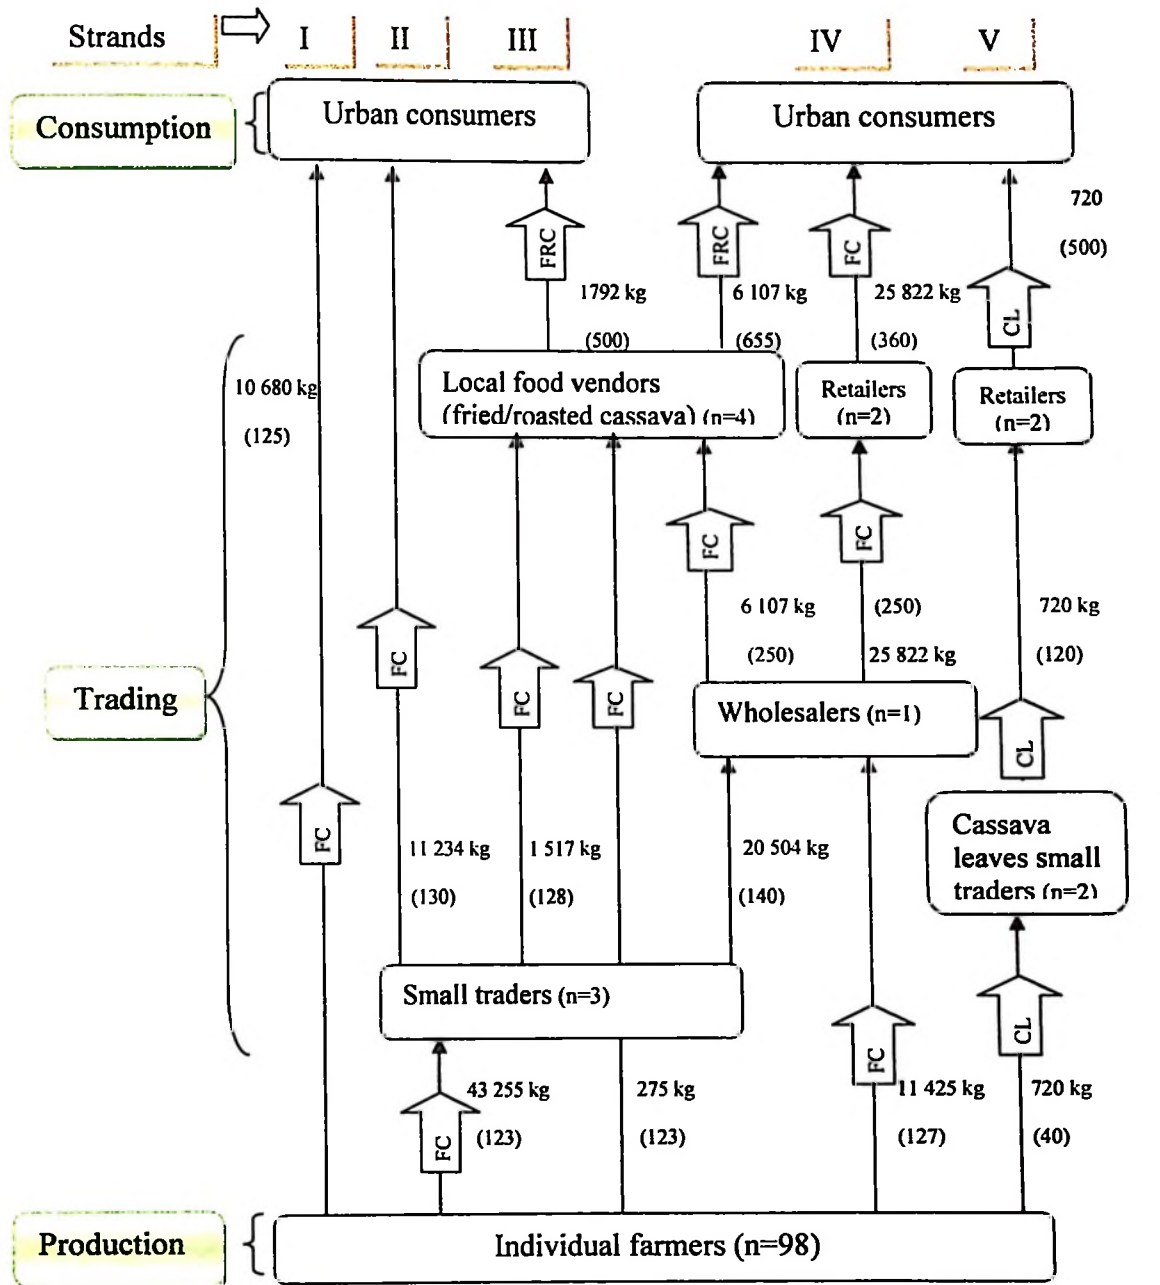 Strands I II III IV V
Consumption
Urban consumers
Urban consumers
FRC
FRC
FC
CL
720
(500)
1792 kg
(500)
6 107 kg
(655)
25 822 kg
(360)
10 680 kg
(125)
Local food vendors
(fried/roasted cassava) (n=4)
Retailers
(n=2)
Retailers
(n=2)
FC
FC
6 107 kg
(250)
(250)
25 822 kg
720 kg
(120)
FC
FC
FC
Trading
Wholesalers (n=1)
CL
FC
11 234 kg
(130)
1 517 kg
(128)
20 504 kg
(140)
Cassava
leaves small
traders (n=2)
Small traders (n=3)
FC
CL
FC
43 255 kg
(123)
275 kg
(123)
11 425 kg
(127)
720 kg
(40)
Production
Individual farmers (n=98)